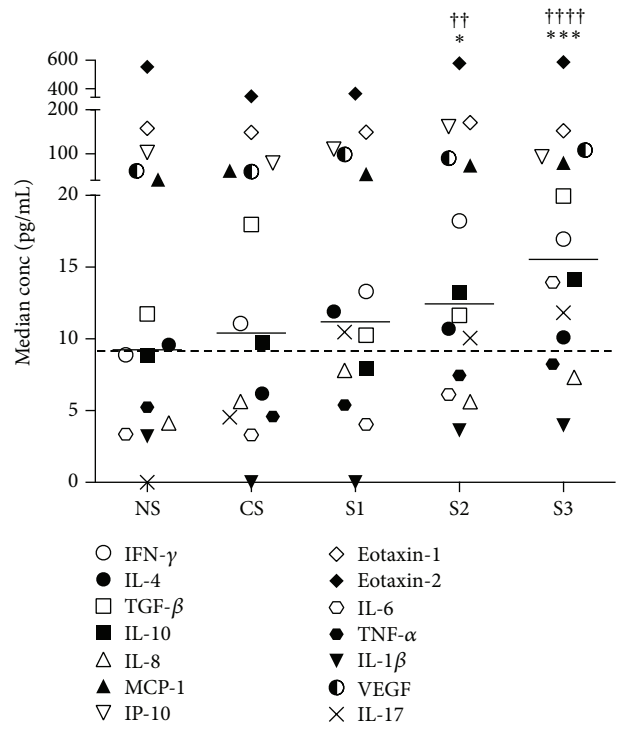 †† ††††
* ***
600
400
200
100
20
15
10
5
0
Median conc (pg/mL)
NS CS S1 S2 S3
IFN-γ Eotaxin-1
IL-4 Eotaxin-2
TGF-β IL-6
IL-10 TNF-α
IL-8 IL-1β
MCP-1 VEGF
IP-10 IL-17